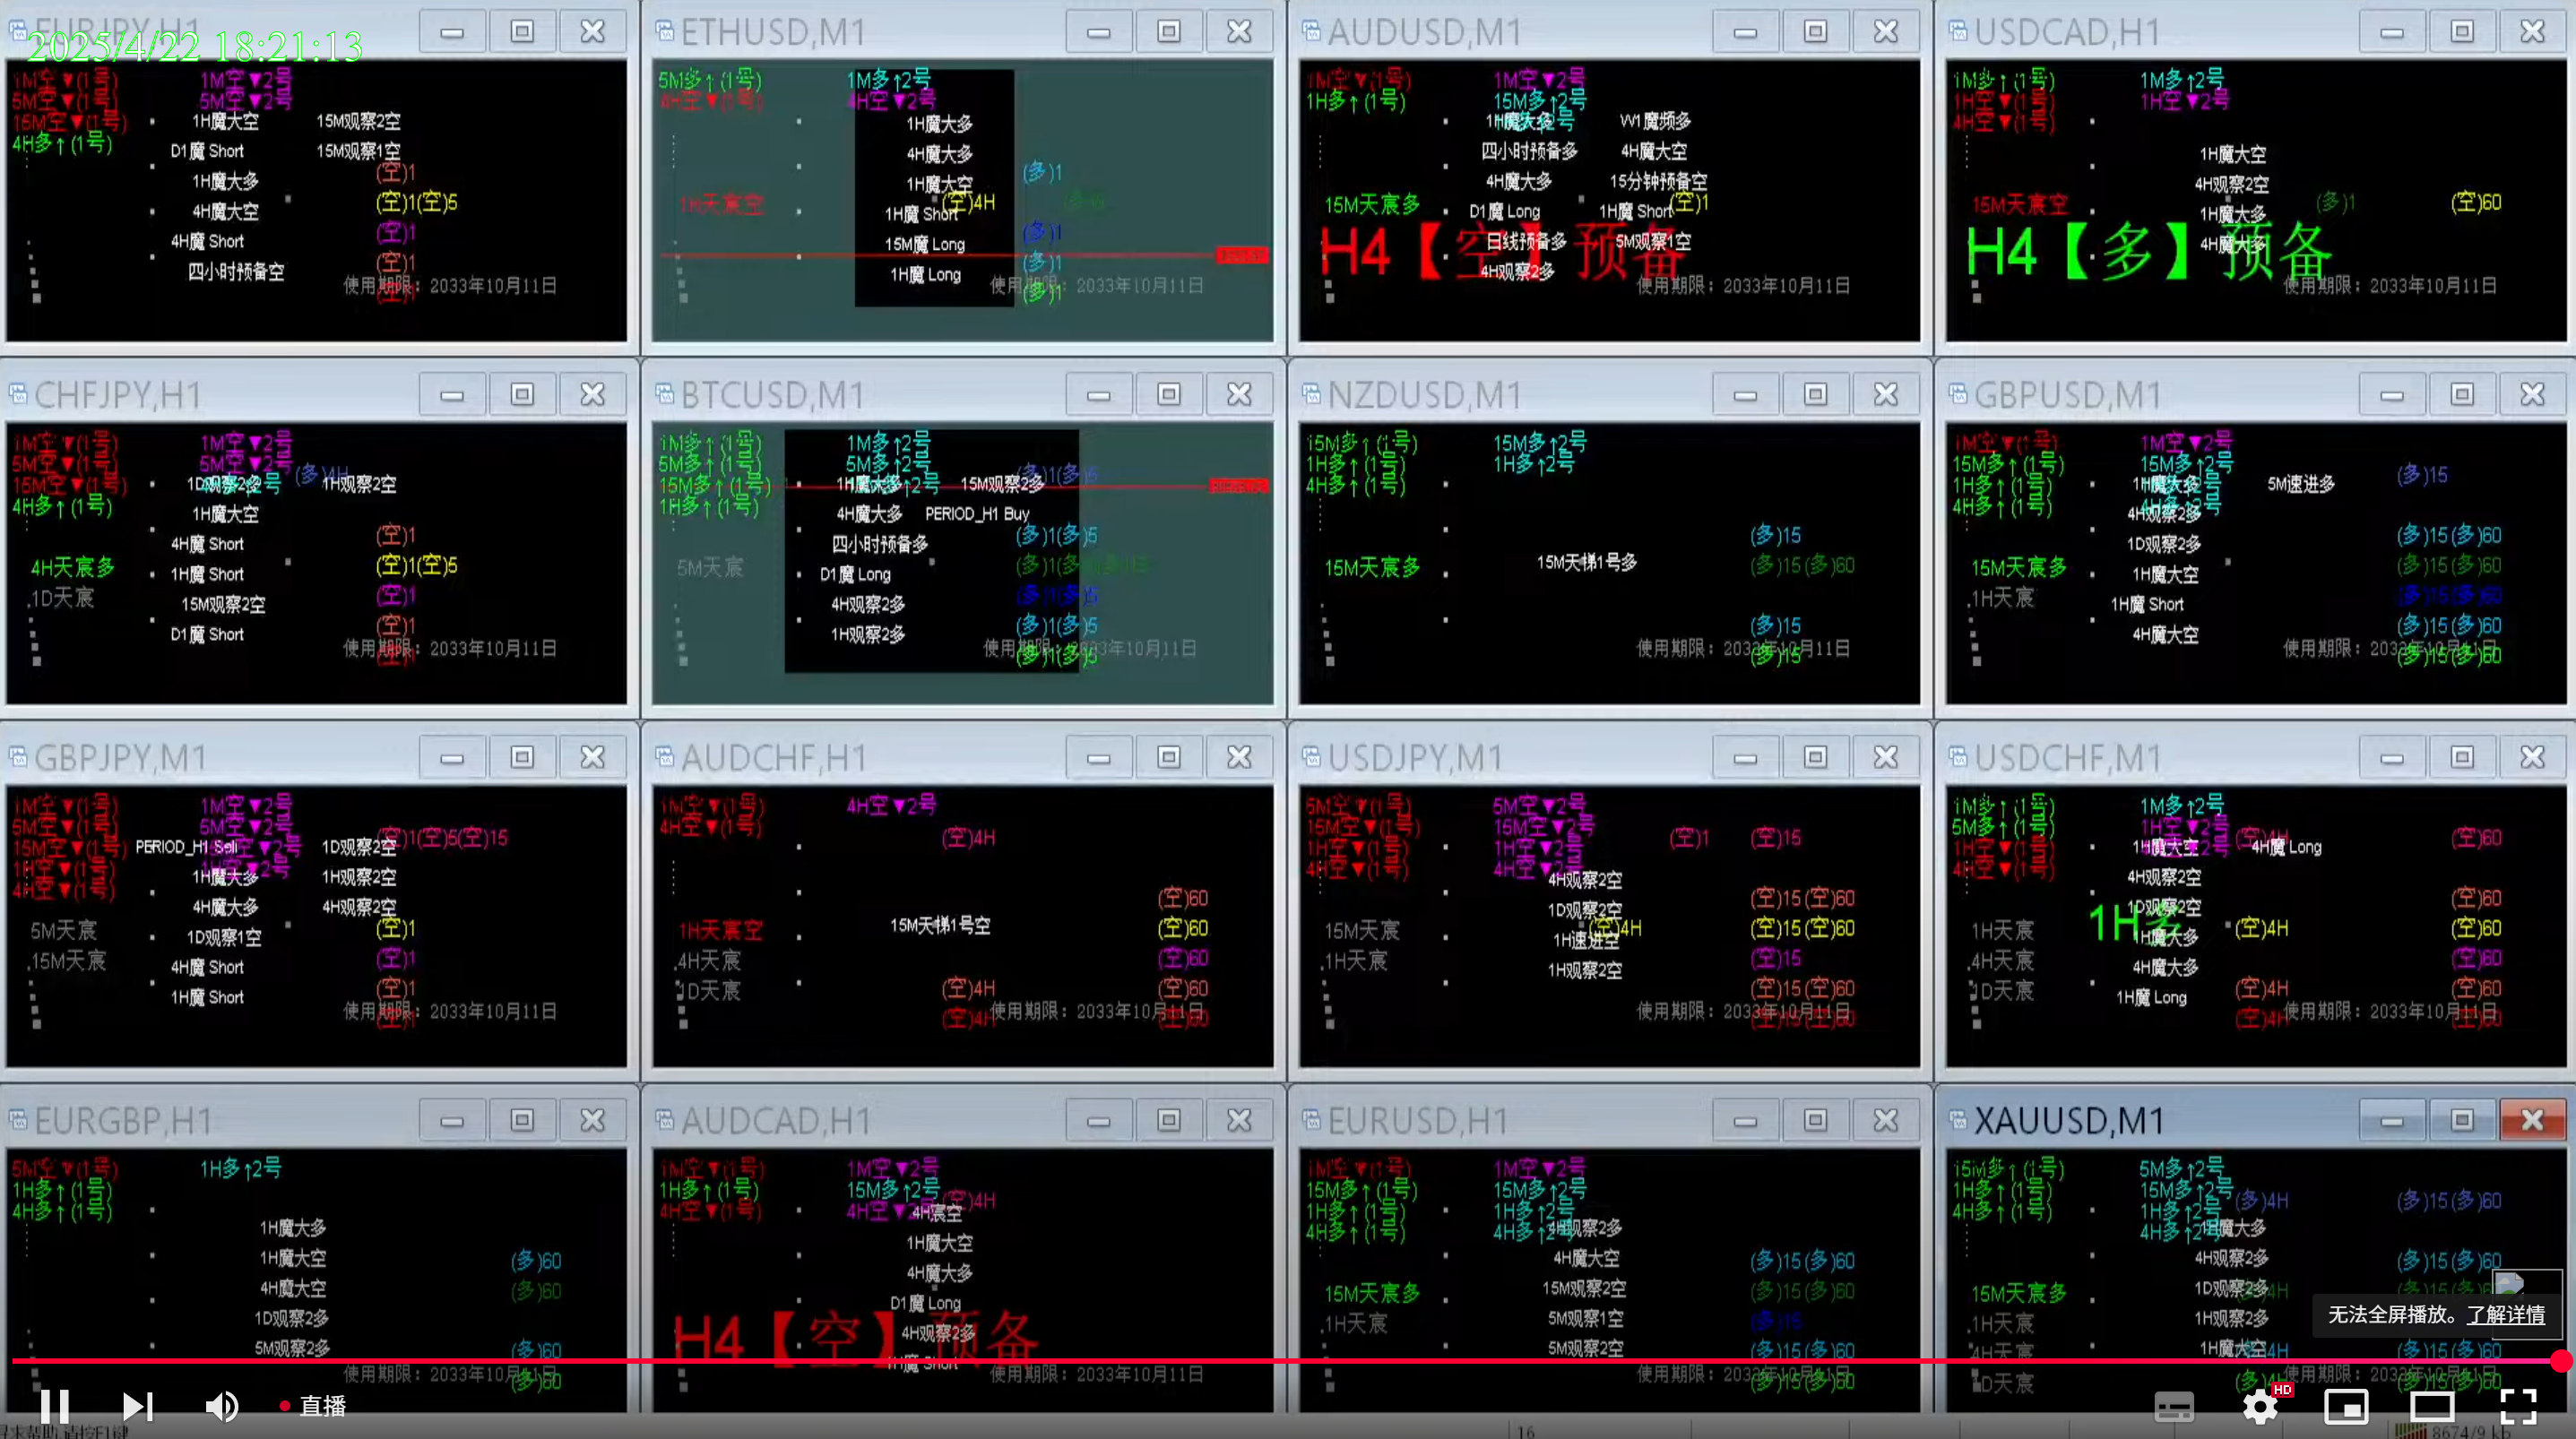 EURJPY,H1
2025/4/22 18:21:13
1M空▼(1号) 1M空▼2号
5M空▼(1号) 5M空▼2号
15M空▼(1号) 1H魔大空 15M观察2空
4H多↑(1号) D1魔 Short 15M观察1空
(空)1
1H魔大多
4H魔大空 (空)1(空)5
(空)1
4H魔 Short
(空)1
四小时预备空
使用期限：2033年10月11日
ETHUSD,M1
5M多↑(1号) 1M多↑2号
4H空▼(1号) 4H空▼2号
1H魔大多
4H魔大多
(多)1
1H魔大空
1H天宸空 (空)4H
1H魔 Short
(多)1
15M魔 Long
(多)1
1H魔 Long
使用期限：2033年10月11日
(多)1
AUDUSD,M1
1M空▼(1号) 1M空▼2号
1H多↑(1号) 15M多↑2号
1H魔大多 W1魔频多
四小时预备多 4H魔大空
4H魔大多 15分钟预备空
15M天宸多 (空)1
D1魔 Long 1H魔 Short
日线预备多 5M观察1空
H4【空】预备
4H观察2多
使用期限：2033年10月11日
USDCAD,H1
1M多↑(1号) 1M多↑2号
1H空▼(1号) 1H空▼2号
4H空▼(1号)
1H魔大空
4H观察2空
15M天宸空 (多)1 (空)60
1H魔大多
4H魔大多
H4【多】预备
使用期限：2033年10月11日
CHFJPY,H1
1M空▼(1号) 1M空▼2号
5M空▼(1号) 5M空▼2号
(多)4H
15M空▼(1号) 1D观察2空 1H观察2空
4H多↑(1号) 1H魔大空
(空)1
4H魔 Short
4H天宸多 (空)1(空)5
1H魔 Short
1D天宸 (空)1
15M观察2空
(空)1
D1魔 Short
使用期限：2033年10月11日
BTCUSD,M1
1M多↑(1号) 1M多↑2号
5M多↑(1号) 5M多↑2号
(多)1(多)5
15M多↑(1号) 1H魔大多 15M观察2多
1H多↑(1号) 4H魔大多 PERIOD_H1 Buy
(多)1(多)5
四小时预备多
5M天宸
D1魔 Long
(多)1(多)5
4H观察2多
(多)1(多)5
1H观察2多
使用期限：2033年10月11日
(多)1(多)5
NZDUSD,M1
15M多↑(1号) 15M多↑2号
1H多↑(1号) 1H多↑2号
4H多↑(1号)
(多)15
15M天宸多 15M天梯1号多 (多)15(多)60
(多)15
使用期限：2033年10月11日
(多)15
GBPUSD,M1
1M空▼(1号) 1M空▼2号
15M多↑(1号) 15M多↑2号
(多)15
1H多↑(1号) 1H魔大多 5M速进多
4H多↑(1号) 4H观察2多
(多)15(多)60
1D观察2多
15M天宸多 (多)15(多)60
1H魔大空
1H天宸 (多)15(多)60
1H魔 Short
(多)15(多)60
4H魔大空
使用期限：2033年10月11日
(多)15(多)60
GBPJPY,M1
1M空▼(1号) 1M空▼2号
5M空▼(1号) 5M空▼2号
(空)1(空)5(空)15
15M空▼(1号) PERIOD_H1 Sell 1D观察2空
1H空▼(1号) 1H魔大多 1H观察2空
4H空▼(1号)
4H魔大多 4H观察2空
5M天宸 (空)1
1D观察1空
15M天宸 (空)1
4H魔 Short
(空)1
1H魔 Short
使用期限：2033年10月11日
AUDCHF,H1
1M空▼(1号) 4H空▼2号
4H空▼(1号)
(空)4H
(空)60
1H天宸空 15M天梯1号空 (空)60
4H天宸 (空)60
1D天宸 (空)4H (空)60
使用期限：2033年10月11日
(空)4H (空)60
USDJPY,M1
5M空▼(1号) 5M空▼2号
15M空▼(1号) 15M空▼2号
(空)1 (空)15
1H空▼(1号) 1H空▼2号
4H空▼(1号) 4H空▼2号
4H观察2空
(空)15(空)60
1D观察2空
15M天宸 (空)4H (空)15(空)60
1H速进空
1H天宸 (空)15
1H观察2空
(空)15(空)60
使用期限：2033年10月11日
(空)15(空)60
USDCHF,M1
1M多↑(1号) 1M多↑2号
5M多↑(1号) 1H空▼2号
(空)4H (空)60
1H空▼(1号) 1H魔大空 4H魔 Long
4H空▼(1号) 4H观察2空
(空)60
1D观察2空
1H多
1H天宸 (空)4H (空)60
1H魔大多
4H天宸 (空)60
4H魔大多
1D天宸 (空)4H (空)60
1H魔 Long
使用期限：2033年10月11日
(空)4H (空)60
EURGBP,H1
5M空▼(1号) 1H多↑2号
1H多↑(1号)
4H多↑(1号)
1H魔大多
1H魔大空 (多)60
4H魔大空 (多)60
1D观察2多
5M观察2多 (多)60
使用期限：2033年10月11日
(多)60
AUDCAD,H1
1M空▼(1号) 1M空▼2号
1H多↑(1号) 15M多↑2号
(空)4H
4H空▼(1号) 4H空▼2号
4H宸空
1H魔大空
4H魔大多
D1魔 Long
H4【空】预备
4H观察2多
1H魔 Short
使用期限：2033年10月11日
EURUSD,H1
1M空▼(1号) 1M空▼2号
15M多↑(1号) 15M多↑2号
1H多↑(1号) 1H多↑2号
4H多↑(1号) 4H多↑2号
4H观察2多
4H魔大空 (多)15(多)60
15M天宸多 15M观察2空 (多)15(多)60
1H天宸 5M观察1空 (多)15
5M观察2空 (多)15(多)60
使用期限：2033年10月11日
(多)15(多)60
XAUUSD,M1
15M多↑(1号) 5M多↑2号
1H多↑(1号) 15M多↑2号
(多)4H (多)15(多)60
4H多↑(1号) 1H多↑2号
4H多↑2号
1H魔大多
4H观察2多 (多)15(多)60
15M天宸多 1D观察2多
1H天宸 1H观察2多
4H天宸 1H魔大空 (多)15(多)60
1D天宸 使用期限：2033年10月11日
无法全屏播放。了解详情
直播
HD
16
8674/9 kb